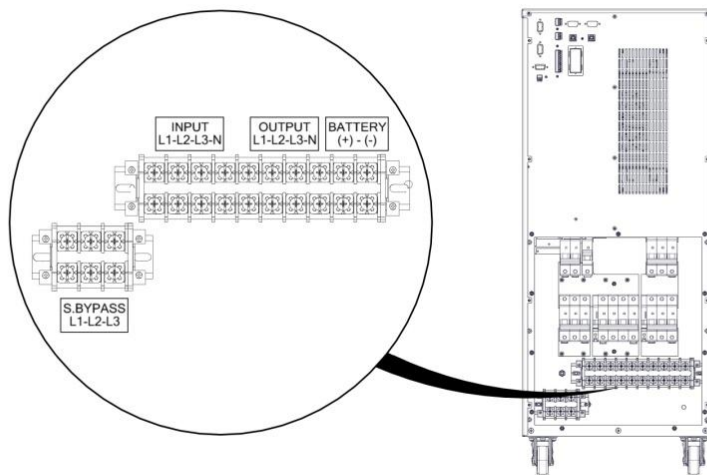 INPUT
L1-L2-L3-N
OUTPUT
L1-L2-L3-N
BATTERY
(+) - (-)
S.BYPASS
L1-L2-L3